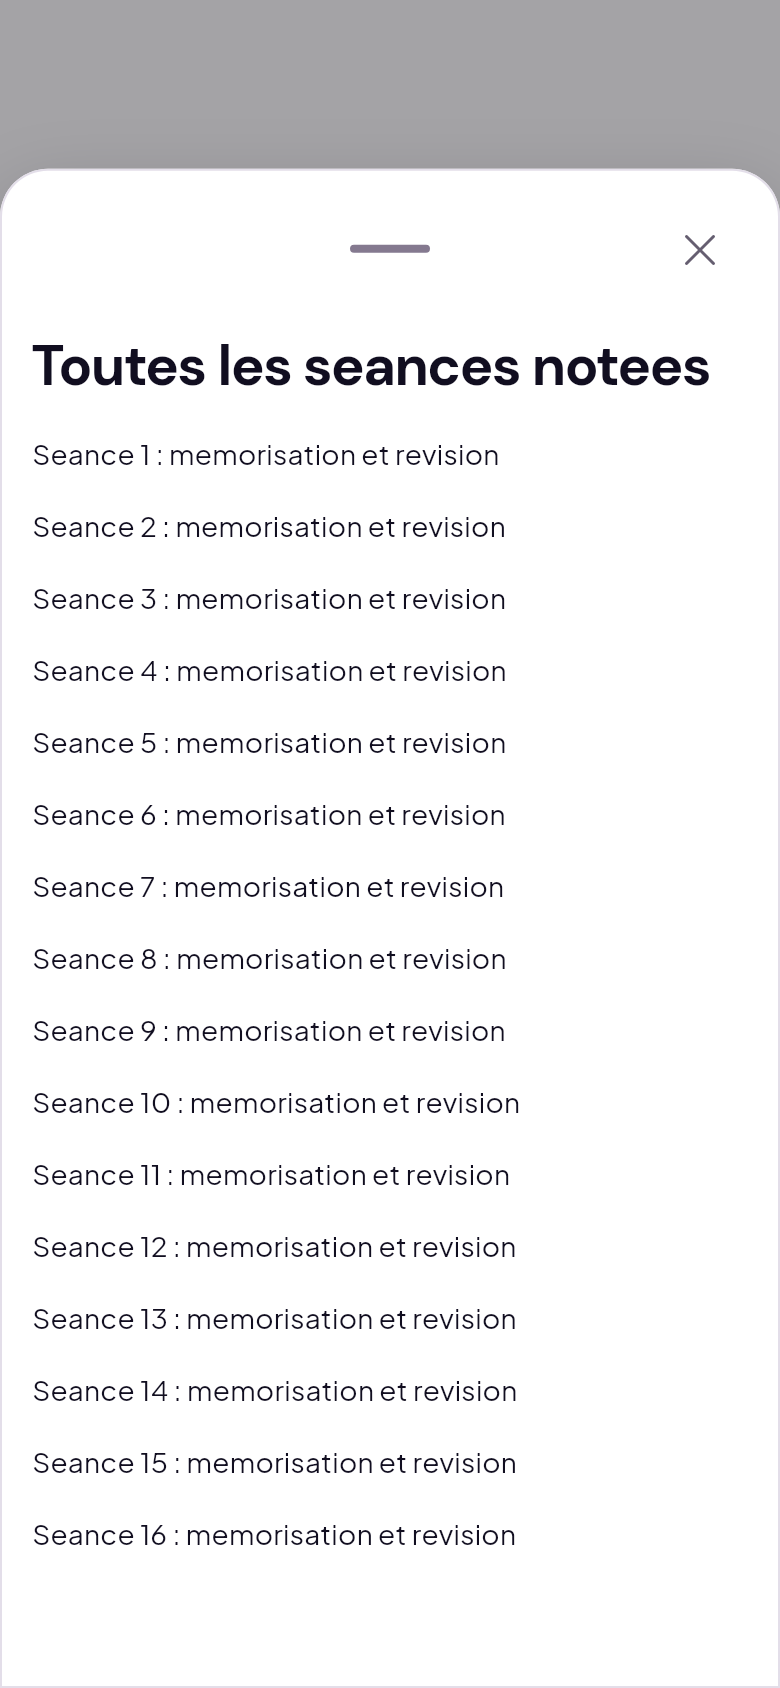 Toutes les seances notees
Seance 1 : memorisation et revision
Seance 2 : memorisation et revision
Seance 3 : memorisation et revision
Seance 4 : memorisation et revision
Seance 5 : memorisation et revision
Seance 6 : memorisation et revision
Seance 7 : memorisation et revision
Seance 8 : memorisation et revision
Seance 9 : memorisation et revision
Seance 10 : memorisation et revision
Seance 11 : memorisation et revision
Seance 12 : memorisation et revision
Seance 13 : memorisation et revision
Seance 14 : memorisation et revision
Seance 15 : memorisation et revision
Seance 16 : memorisation et revision